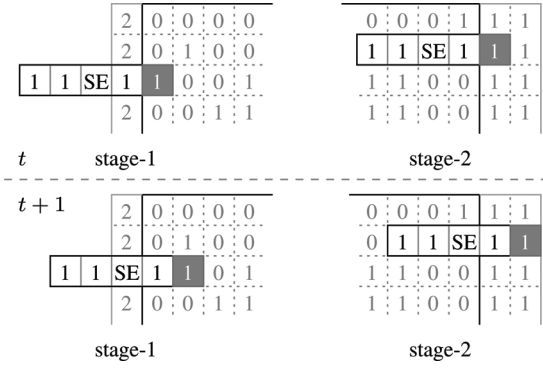 2 0 0 0 0 0 0 0 1 1 1
2 0 1 0 0 1 1 SE 1 1 1
1 1 SE 1 1 0 0 1 1 1 0 0 1 1
2 0 0 1 1 1 1 0 0 1 1
t stage-1 stage-2
t + 1
2 0 0 0 0 0 0 0 1 1 1
2 0 1 0 0 0 1 1 SE 1 1
1 1 SE 1 1 0 1 1 1 0 0 1 1
2 0 0 1 1 1 1 0 0 1 1
stage-1 stage-2